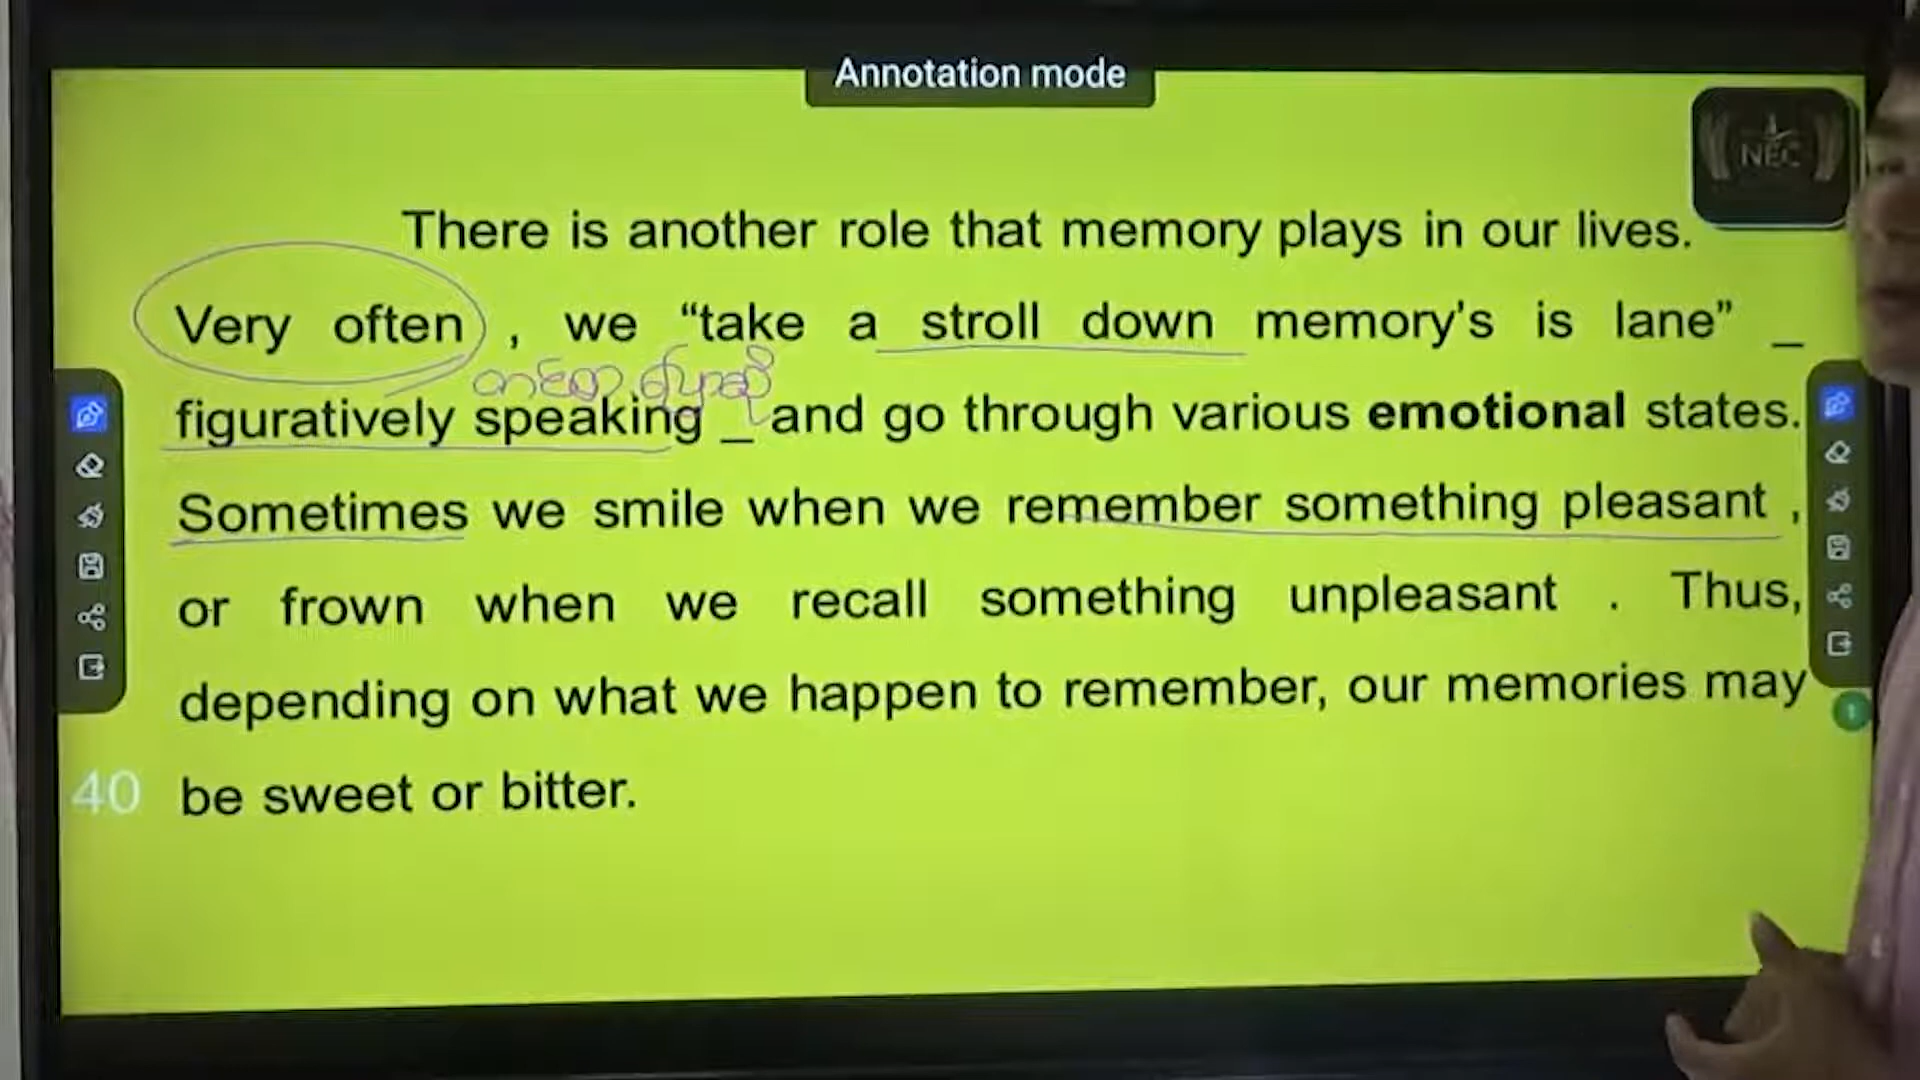 Annotation mode
NEC
There is another role that memory plays in our lives.
Very often , we “take a stroll down memory's is lane” _
figuratively speaking _ and go through various emotional states.
Sometimes we smile when we remember something pleasant ,
or frown when we recall something unpleasant . Thus,
depending on what we happen to remember, our memories may
40 be sweet or bitter.